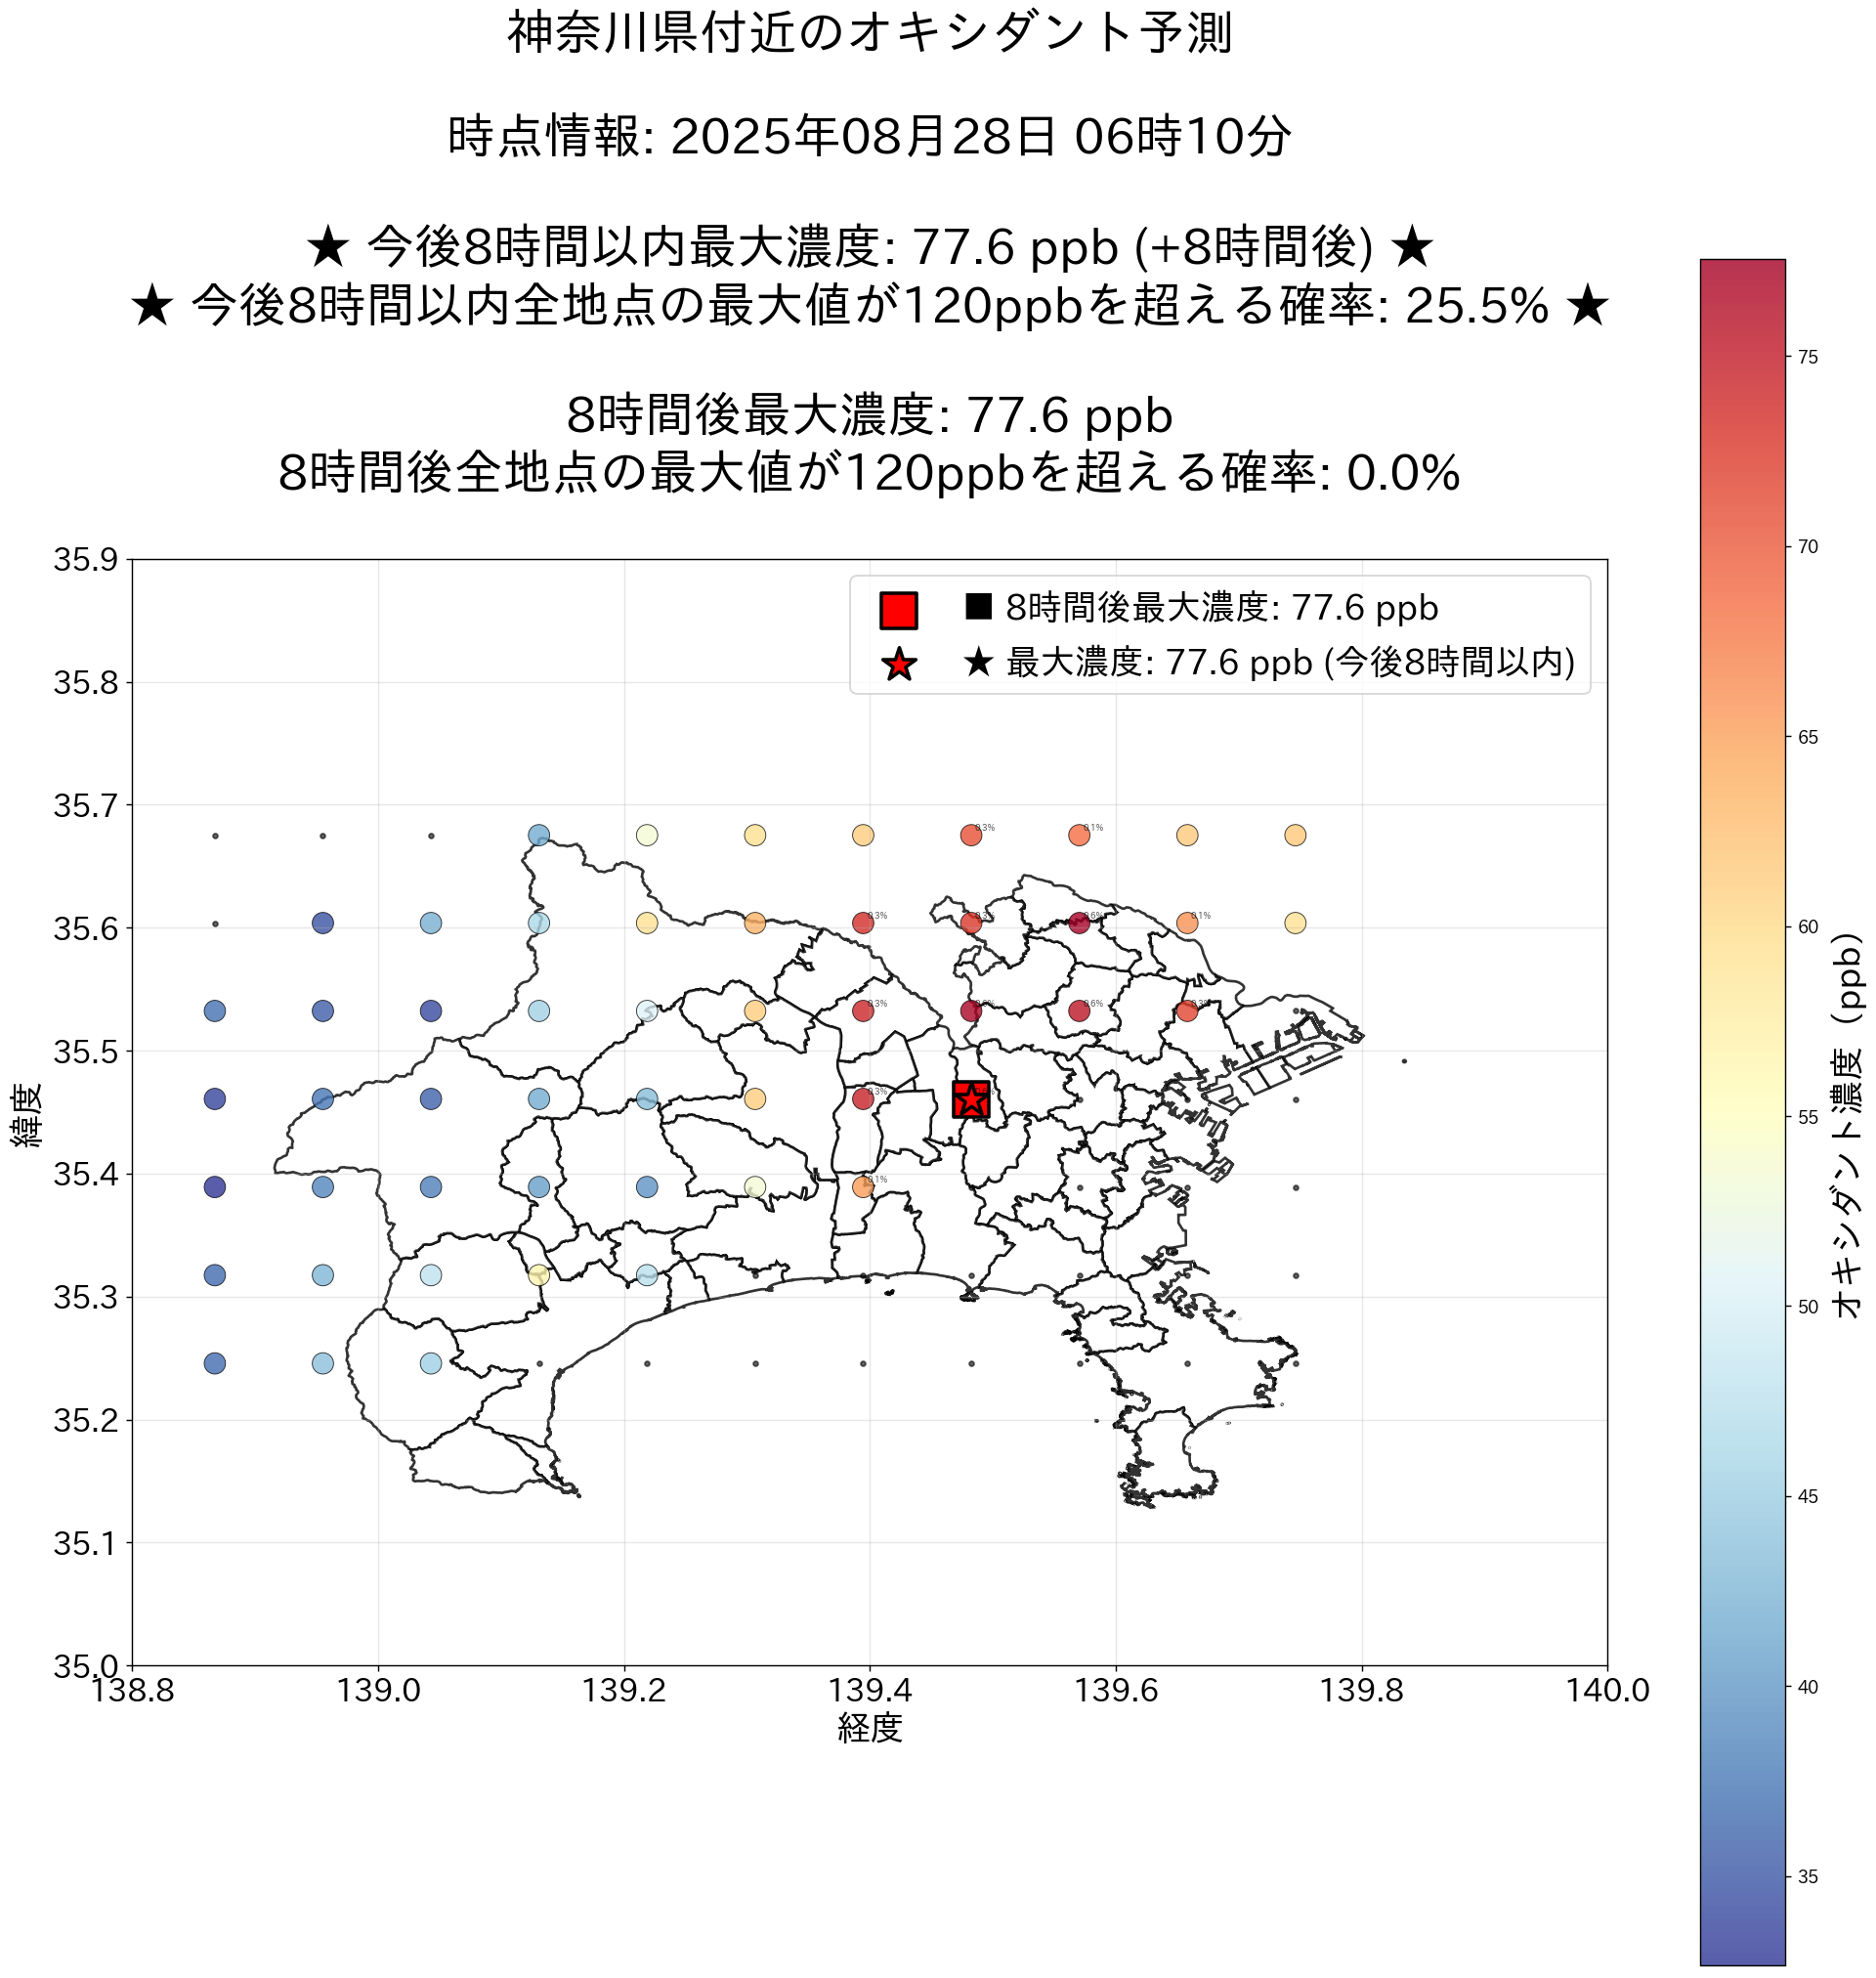 神奈川県付近のオキシダント予測
時点情報: 2025年08月28日 06時10分
★ 今後8時間以内最大濃度: 77.6 ppb (+8時間後) ★
★ 今後8時間以内全地点の最大値が120ppbを超える確率: 25.5% ★
8時間後最大濃度: 77.6 ppb
8時間後全地点の最大値が120ppbを超える確率: 0.0%
■ 8時間後最大濃度: 77.6 ppb
★ 最大濃度: 77.6 ppb (今後8時間以内)
35.9
35.8
35.7
35.6
35.5
35.4
35.3
35.2
35.1
35.0
緯度
0.3% 0.1%
0.3% 0.3% 0.6% 0.1%
0.3% 0.6% 0.3%
0.3%
0.1%
138.8 139.0 139.2 139.4 139.6 139.8 140.0
経度
75
70
65
60
55
50
45
40
35
オキシダント濃度 (ppb)